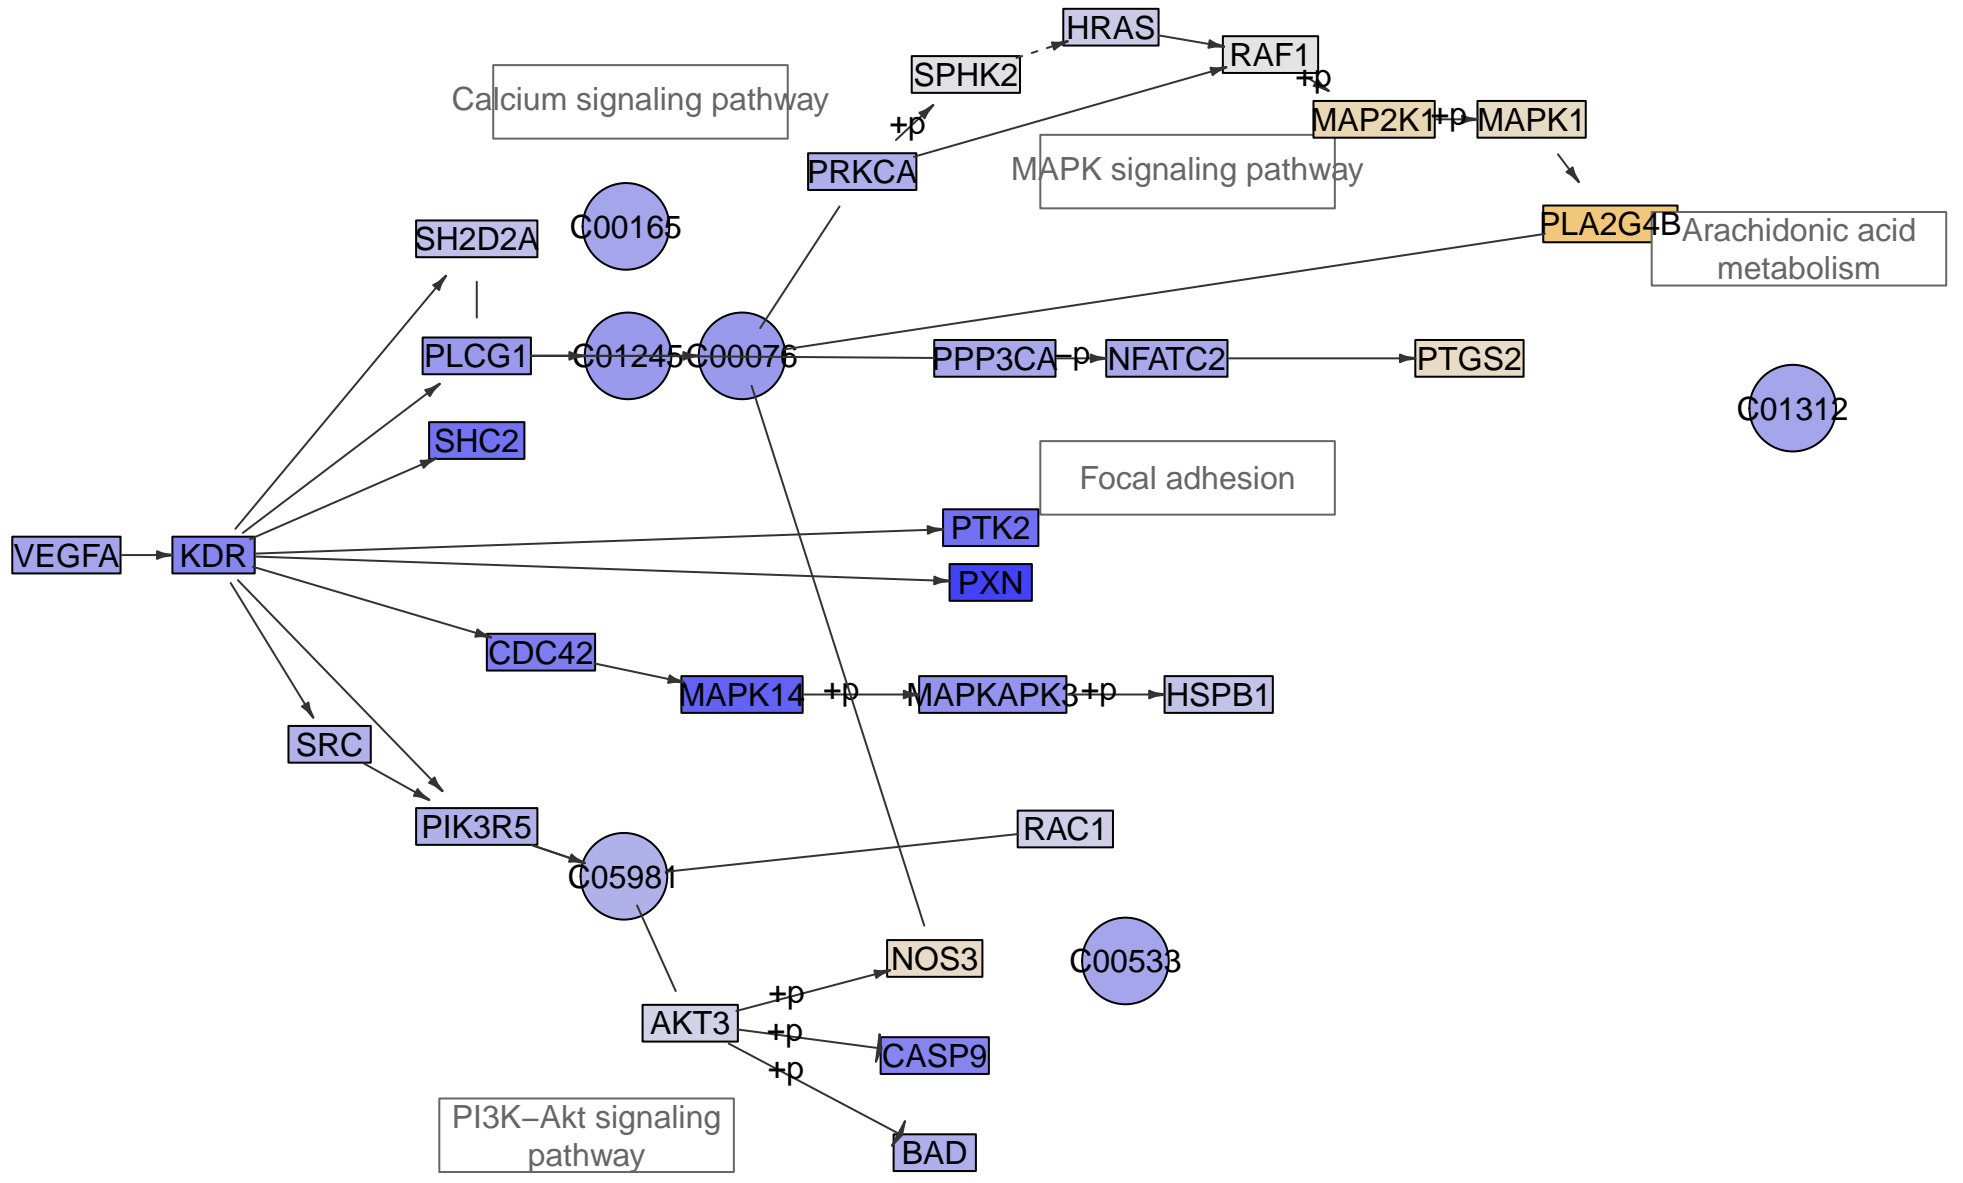 HRAS
RAF1
SPHK2
+p
Calcium signaling pathway
MAP2K1
+p
MAPK1
+p
PRKCA
MAPK signaling pathway
SH2D2A
C00165
PLA2G4B
Arachidonic acid
metabolism
PLCG1
C01245
C00076
PPP3CA
−p
NFATC2
PTGS2
C01312
SHC2
Focal adhesion
PTK2
VEGFA
KDR
PXN
CDC42
MAPK14
+p
MAPKAPK3
+p
HSPB1
SRC
PIK3R5
RAC1
C05981
NOS3
C00533
+p
AKT3
+p
CASP9
+p
PI3K−Akt signaling
pathway
BAD